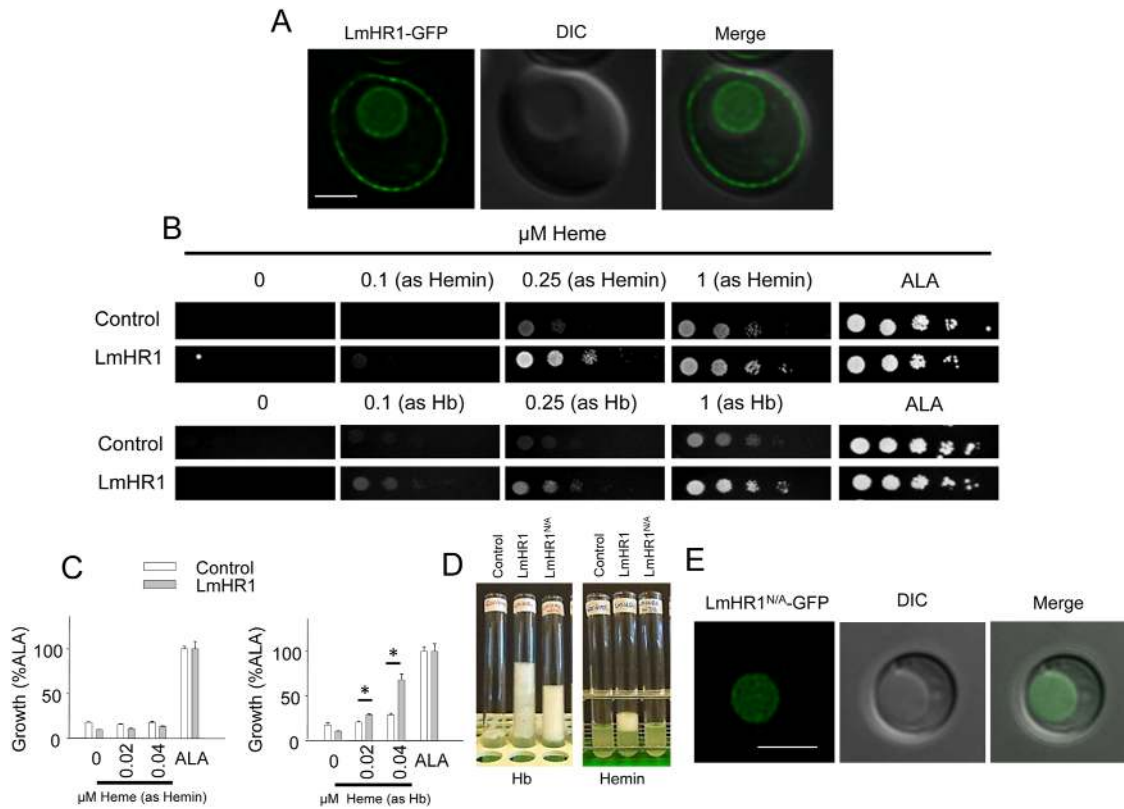 A
LmHR1-GFP DIC Merge
B
µM Heme
0 0.1 (as Hemin) 0.25 (as Hemin) 1 (as Hemin) ALA
Control
LmHR1
0 0.1 (as Hb) 0.25 (as Hb) 1 (as Hb) ALA
Control
LmHR1
C
Control
LmHR1
Growth (%ALA)
100
50
0
0 0.02 0.04 ALA
µM Heme (as Hemin)
Growth (%ALA)
100
50
0
* *
0 0.02 0.04 ALA
µM Heme (as Hb)
D
Control LmHR1 LmHR1N/A
Control LmHR1 LmHR1N/A
Hb Hemin
E
LmHR1N/A-GFP DIC Merge